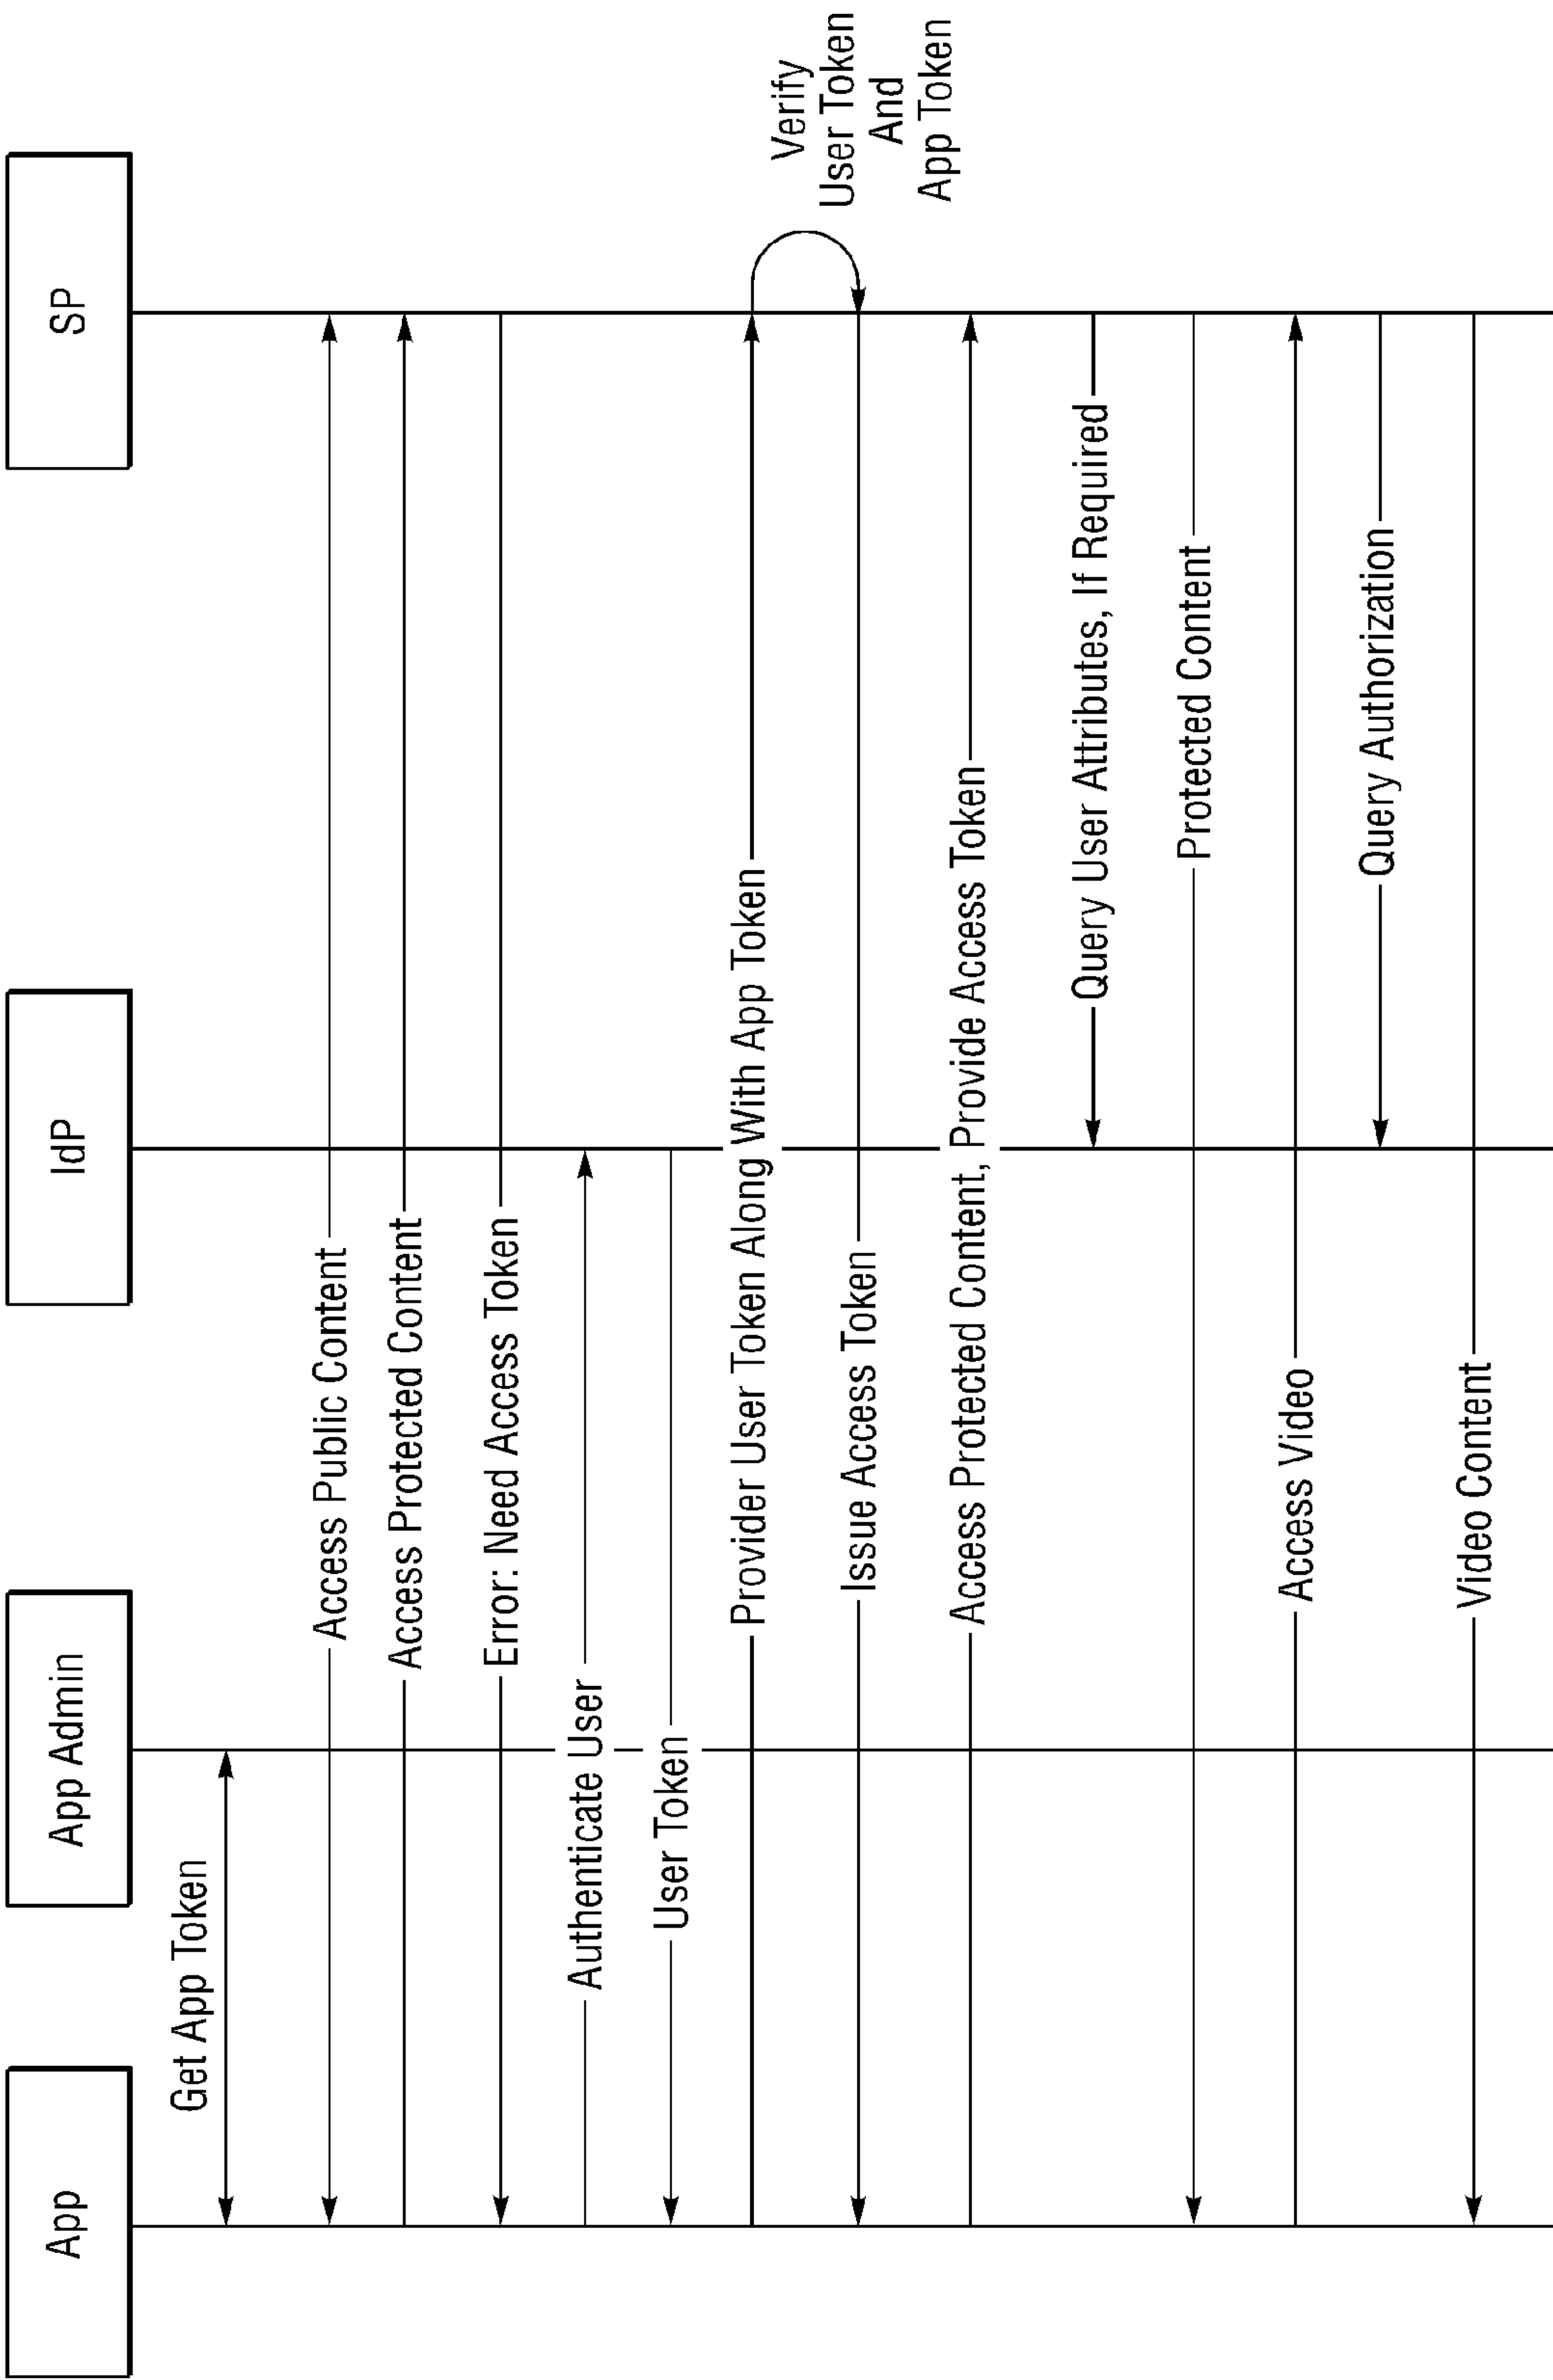 App
App Admin
IdP
SP
Get App Token
Access Public Content
Access Protected Content
Error: Need Access Token
Authenticate User
User Token
Provider User Token Along With App Token
Verify
User Token
And
App Token
Issue Access Token
Access Protected Content, Provide Access Token
Query User Attributes, If Required
Protected Content
Access Video
Query Authorization
Video Content